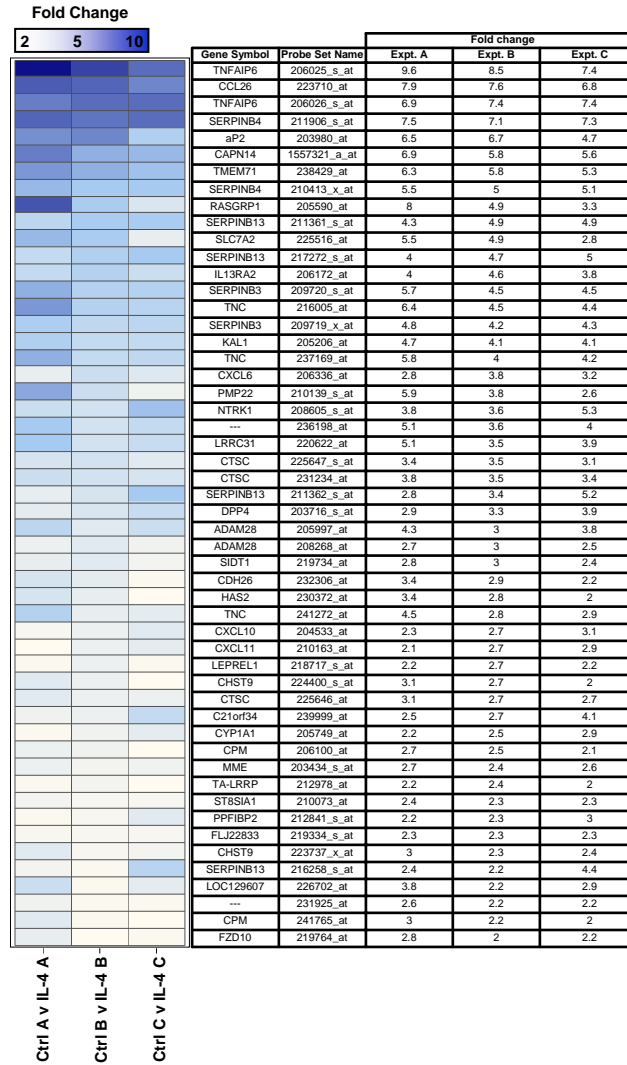 Fold Change
2 5 10
Fold change
Gene Symbol Probe Set Name Expt. A Expt. B Expt. C
TNFAIP6 206025_s_at 9.6 8.5 7.4
CCL26 223710_at 7.9 7.6 6.8
TNFAIP6 206026_s_at 6.9 7.4 7.4
SERPINB4 211906_s_at 7.5 7.1 7.3
aP2 203980_at 6.5 6.7 4.7
CAPN14 1557321_a_at 6.9 5.8 5.6
TMEM71 238429_at 6.3 5.8 5.3
SERPINB4 210413_x_at 5.5 5 5.1
RASGRP1 205590_at 8 4.9 3.3
SERPINB13 211361_s_at 4.3 4.9 4.9
SLC7A2 225516_at 5.5 4.9 2.8
SERPINB13 217272_s_at 4 4.7 5
IL13RA2 206172_at 4 4.6 3.8
SERPINB3 209720_s_at 5.7 4.5 4.5
TNC 216005_at 6.4 4.5 4.4
SERPINB3 209719_x_at 4.8 4.2 4.3
KAL1 205206_at 4.7 4.1 4.1
TNC 237169_at 5.8 4 4.2
CXCL6 206336_at 2.8 3.8 3.2
PMP22 210139_s_at 5.9 3.8 2.6
NTRK1 208605_s_at 3.8 3.6 5.3
--- 236198_at 5.1 3.6 4
LRRC31 220622_at 5.1 3.5 3.9
CTSC 225647_s_at 3.4 3.5 3.1
CTSC 231234_at 3.8 3.5 3.4
SERPINB13 211362_s_at 2.8 3.4 5.2
DPP4 203716_s_at 2.9 3.3 3.9
ADAM28 205997_at 4.3 3 3.8
ADAM28 208268_at 2.7 3 2.5
SIDT1 219734_at 2.8 3 2.4
CDH26 232306_at 3.4 2.9 2.2
HAS2 230372_at 3.4 2.8 2
TNC 241272_at 4.5 2.8 2.9
CXCL10 204533_at 2.3 2.7 3.1
CXCL11 210163_at 2.1 2.7 2.9
LEPREL1 218717_s_at 2.2 2.7 2.2
CHST9 224400_s_at 3.1 2.7 2
CTSC 225646_at 3.1 2.7 2.7
C21orf34 239999_at 2.5 2.7 4.1
CYP1A1 205749_at 2.2 2.5 2.9
CPM 206100_at 2.7 2.5 2.1
MME 203434_s_at 2.7 2.4 2.6
TA-LRRP 212978_at 2.2 2.4 2
ST8SIA1 210073_at 2.4 2.3 2.3
PPFIBP2 212841_s_at 2.2 2.3 3
FLJ22833 219334_s_at 2.3 2.3 2.3
CHST9 223737_x_at 3 2.3 2.4
SERPINB13 216258_s_at 2.4 2.2 4.4
LOC129607 226702_at 3.8 2.2 2.9
--- 231925_at 2.6 2.2 2.2
CPM 241765_at 3 2.2 2
FZD10 219764_at 2.8 2 2.2
Ctrl A v IL-4 A
Ctrl B v IL-4 B
Ctrl C v IL-4 C